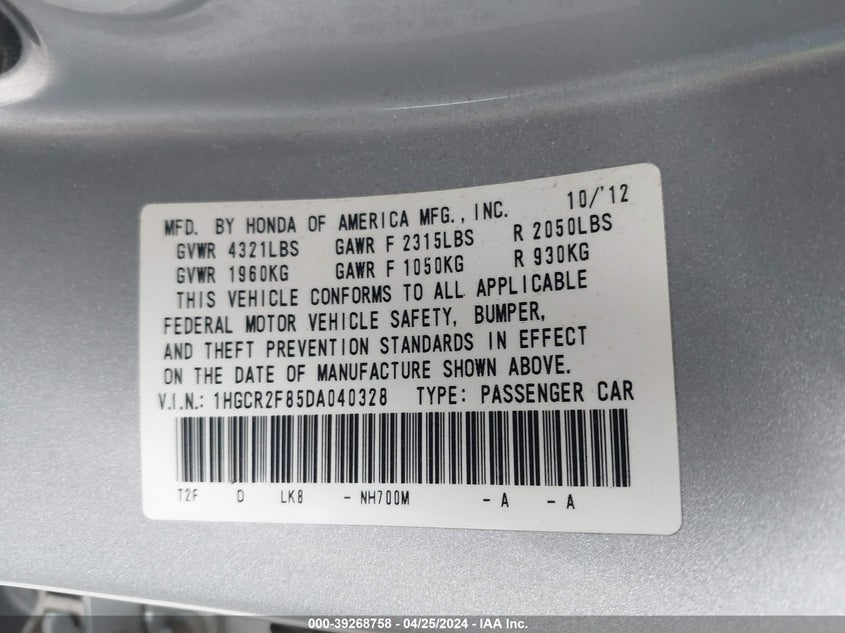 MFD. BY HONDA OF AMERICA MFG., INC. 10/'12
GVWR 4321LBS GAWR F 2315LBS R 2050LBS
GVWR 1960KG GAWR F 1050KG R 930KG
THIS VEHICLE CONFORMS TO ALL APPLICABLE
FEDERAL MOTOR VEHICLE SAFETY, BUMPER,
AND THEFT PREVENTION STANDARDS IN EFFECT
ON THE DATE OF MANUFACTURE SHOWN ABOVE.
V.I.N.: 1HGCR2F85DA040328 TYPE: PASSENGER CAR
T2F D LK8 - NH700M - A - A
000-39268758 - 04/25/2024 - IAA Inc.